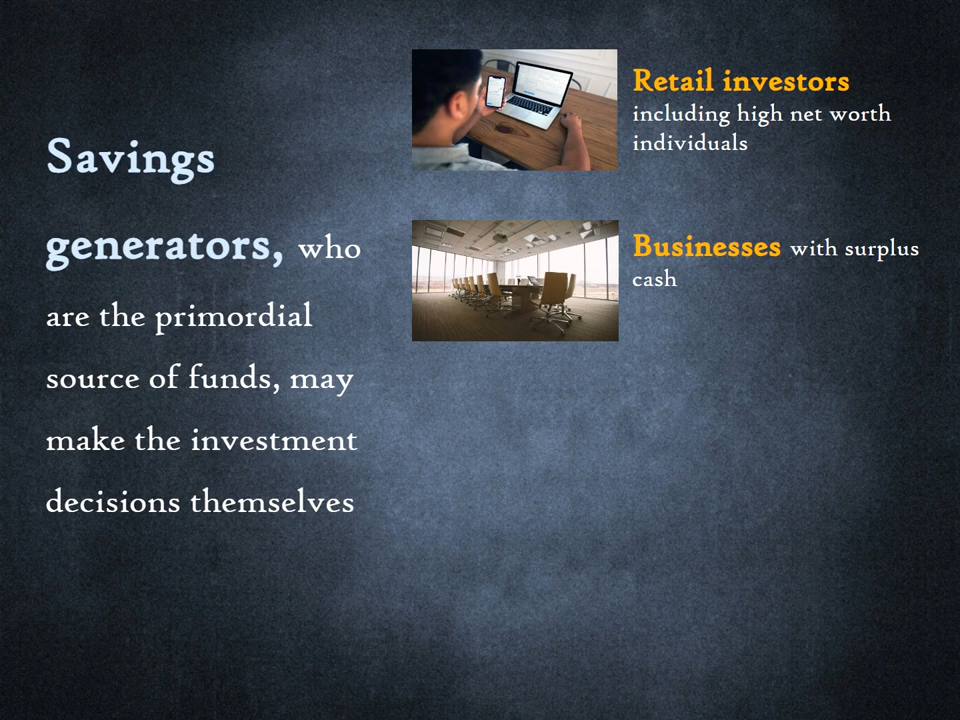 Savings
generators, who
are the primordial
source of funds, may
make the investment
decisions themselves
Retail investors
including high net worth
individuals
Businesses with surplus
cash